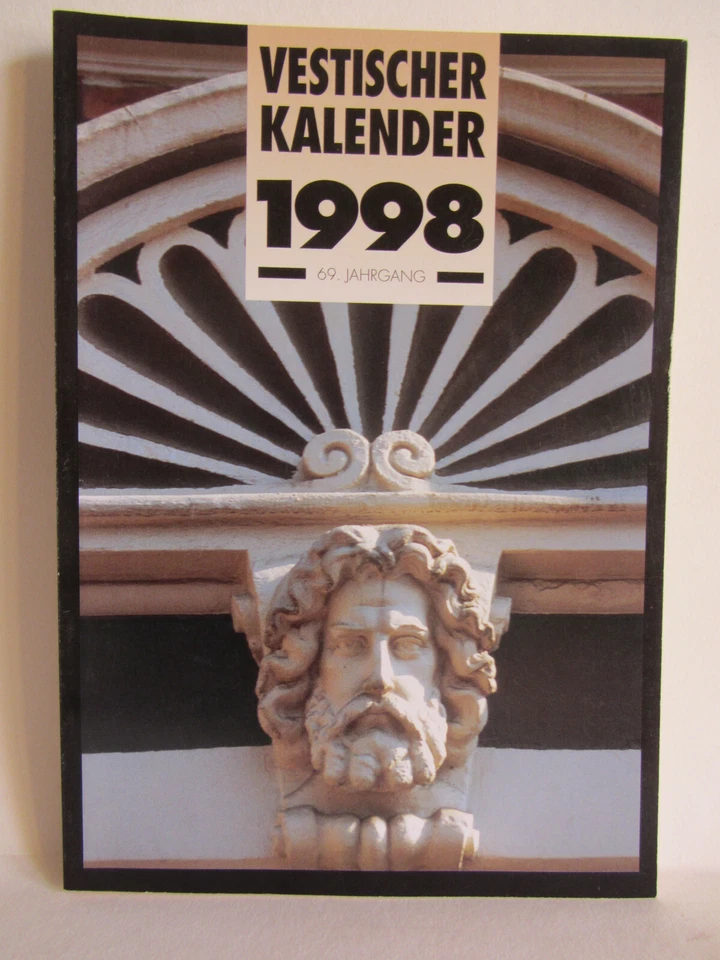 VESTISCHER
KALENDER
1998
69. JAHRGANG